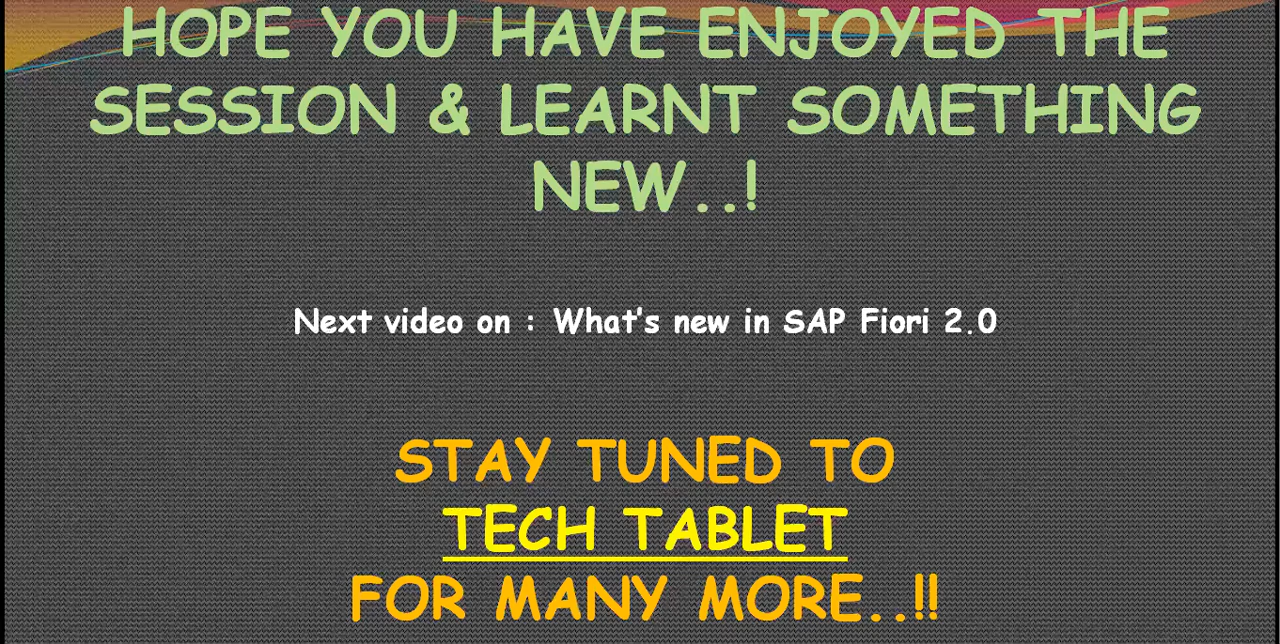 HOPE YOU HAVE ENJOYED THE
SESSION & LEARNT SOMETHING
NEW..!
Next video on : What's new in SAP Fiori 2.0
STAY TUNED TO
TECH TABLET
FOR MANY MORE..!!